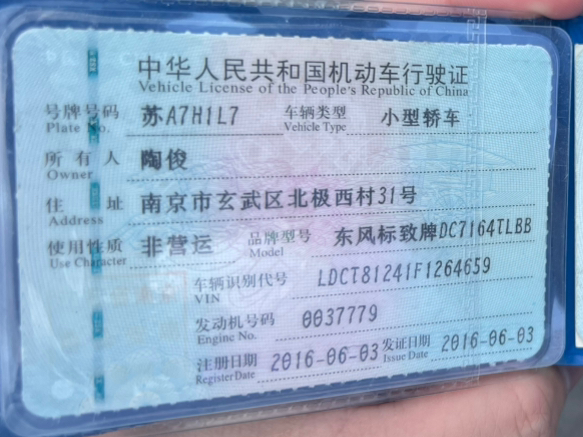 中华人民共和国机动车行驶证
Vehicle License of the People's Republic of China
号牌号码 苏A7H1L7 车辆类型 小型轿车
Plate No. Vehicle Type
所有人 陶俊
Owner
住址 南京市玄武区北极西村31号
Address
使用性质 非营运 品牌型号 东风标致牌DC7164TLBB
Use Character Model
车辆识别代号 LDCT81241F1264659
VIN
发动机号码 0037779
Engine No.
注册日期 2016-06-03 发证日期 2016-06-03
Register Date Issue Date